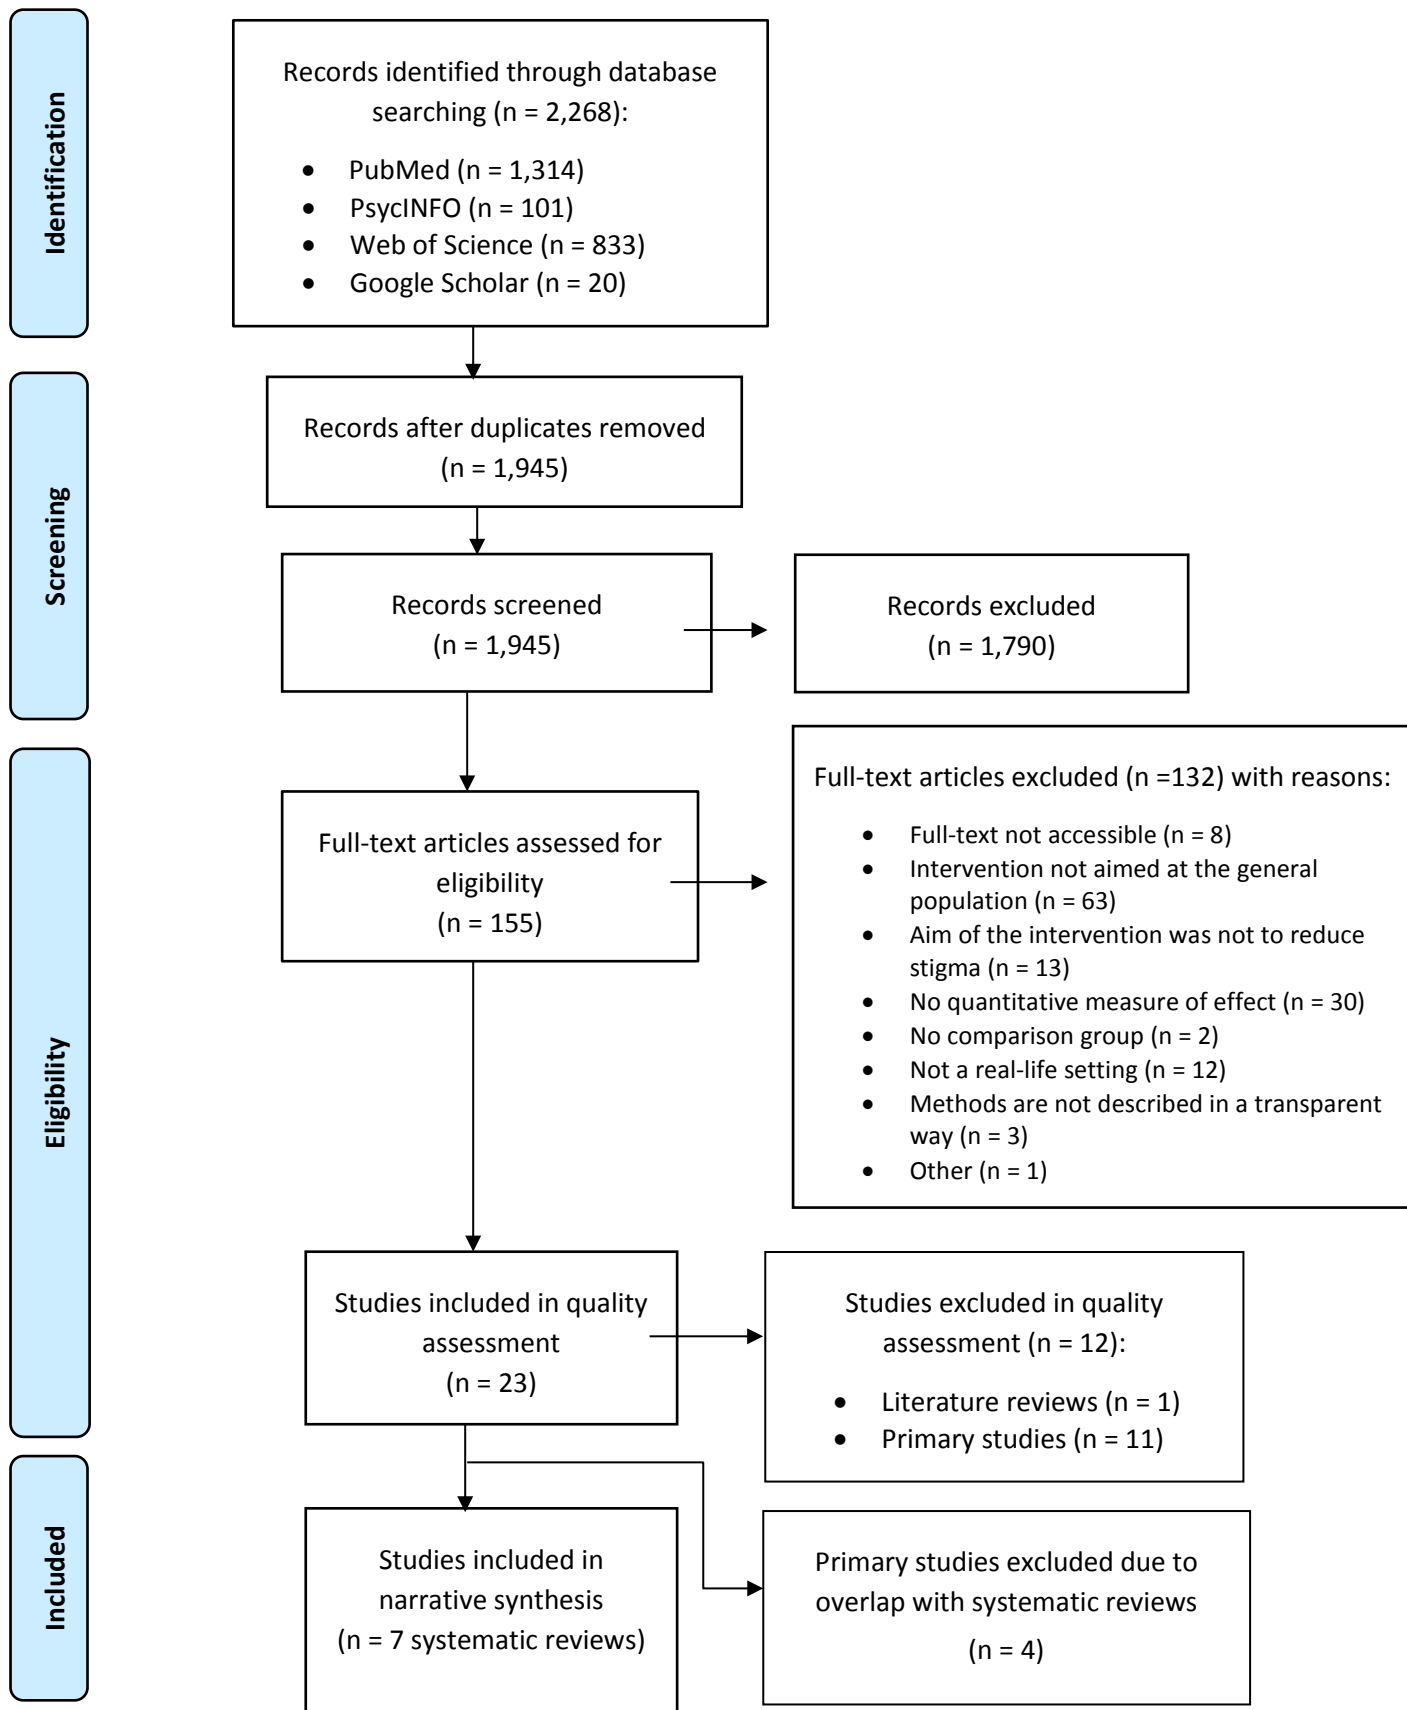 Identification
Records identified through database
searching (n = 2,268):
• PubMed (n = 1,314)
• PsycINFO (n = 101)
• Web of Science (n = 833)
• Google Scholar (n = 20)
Screening
Records after duplicates removed
(n = 1,945)
Records screened
(n = 1,945)
Records excluded
(n = 1,790)
Eligibility
Full-text articles assessed for
eligibility
(n = 155)
Full-text articles excluded (n =132) with reasons:
• Full-text not accessible (n = 8)
• Intervention not aimed at the general
population (n = 63)
• Aim of the intervention was not to reduce
stigma (n = 13)
• No quantitative measure of effect (n = 30)
• No comparison group (n = 2)
• Not a real-life setting (n = 12)
• Methods are not described in a transparent
way (n = 3)
• Other (n = 1)
Studies included in quality
assessment
(n = 23)
Studies excluded in quality
assessment (n = 12):
• Literature reviews (n = 1)
• Primary studies (n = 11)
Included
Studies included in
narrative synthesis
(n = 7 systematic reviews)
Primary studies excluded due to
overlap with systematic reviews
(n = 4)